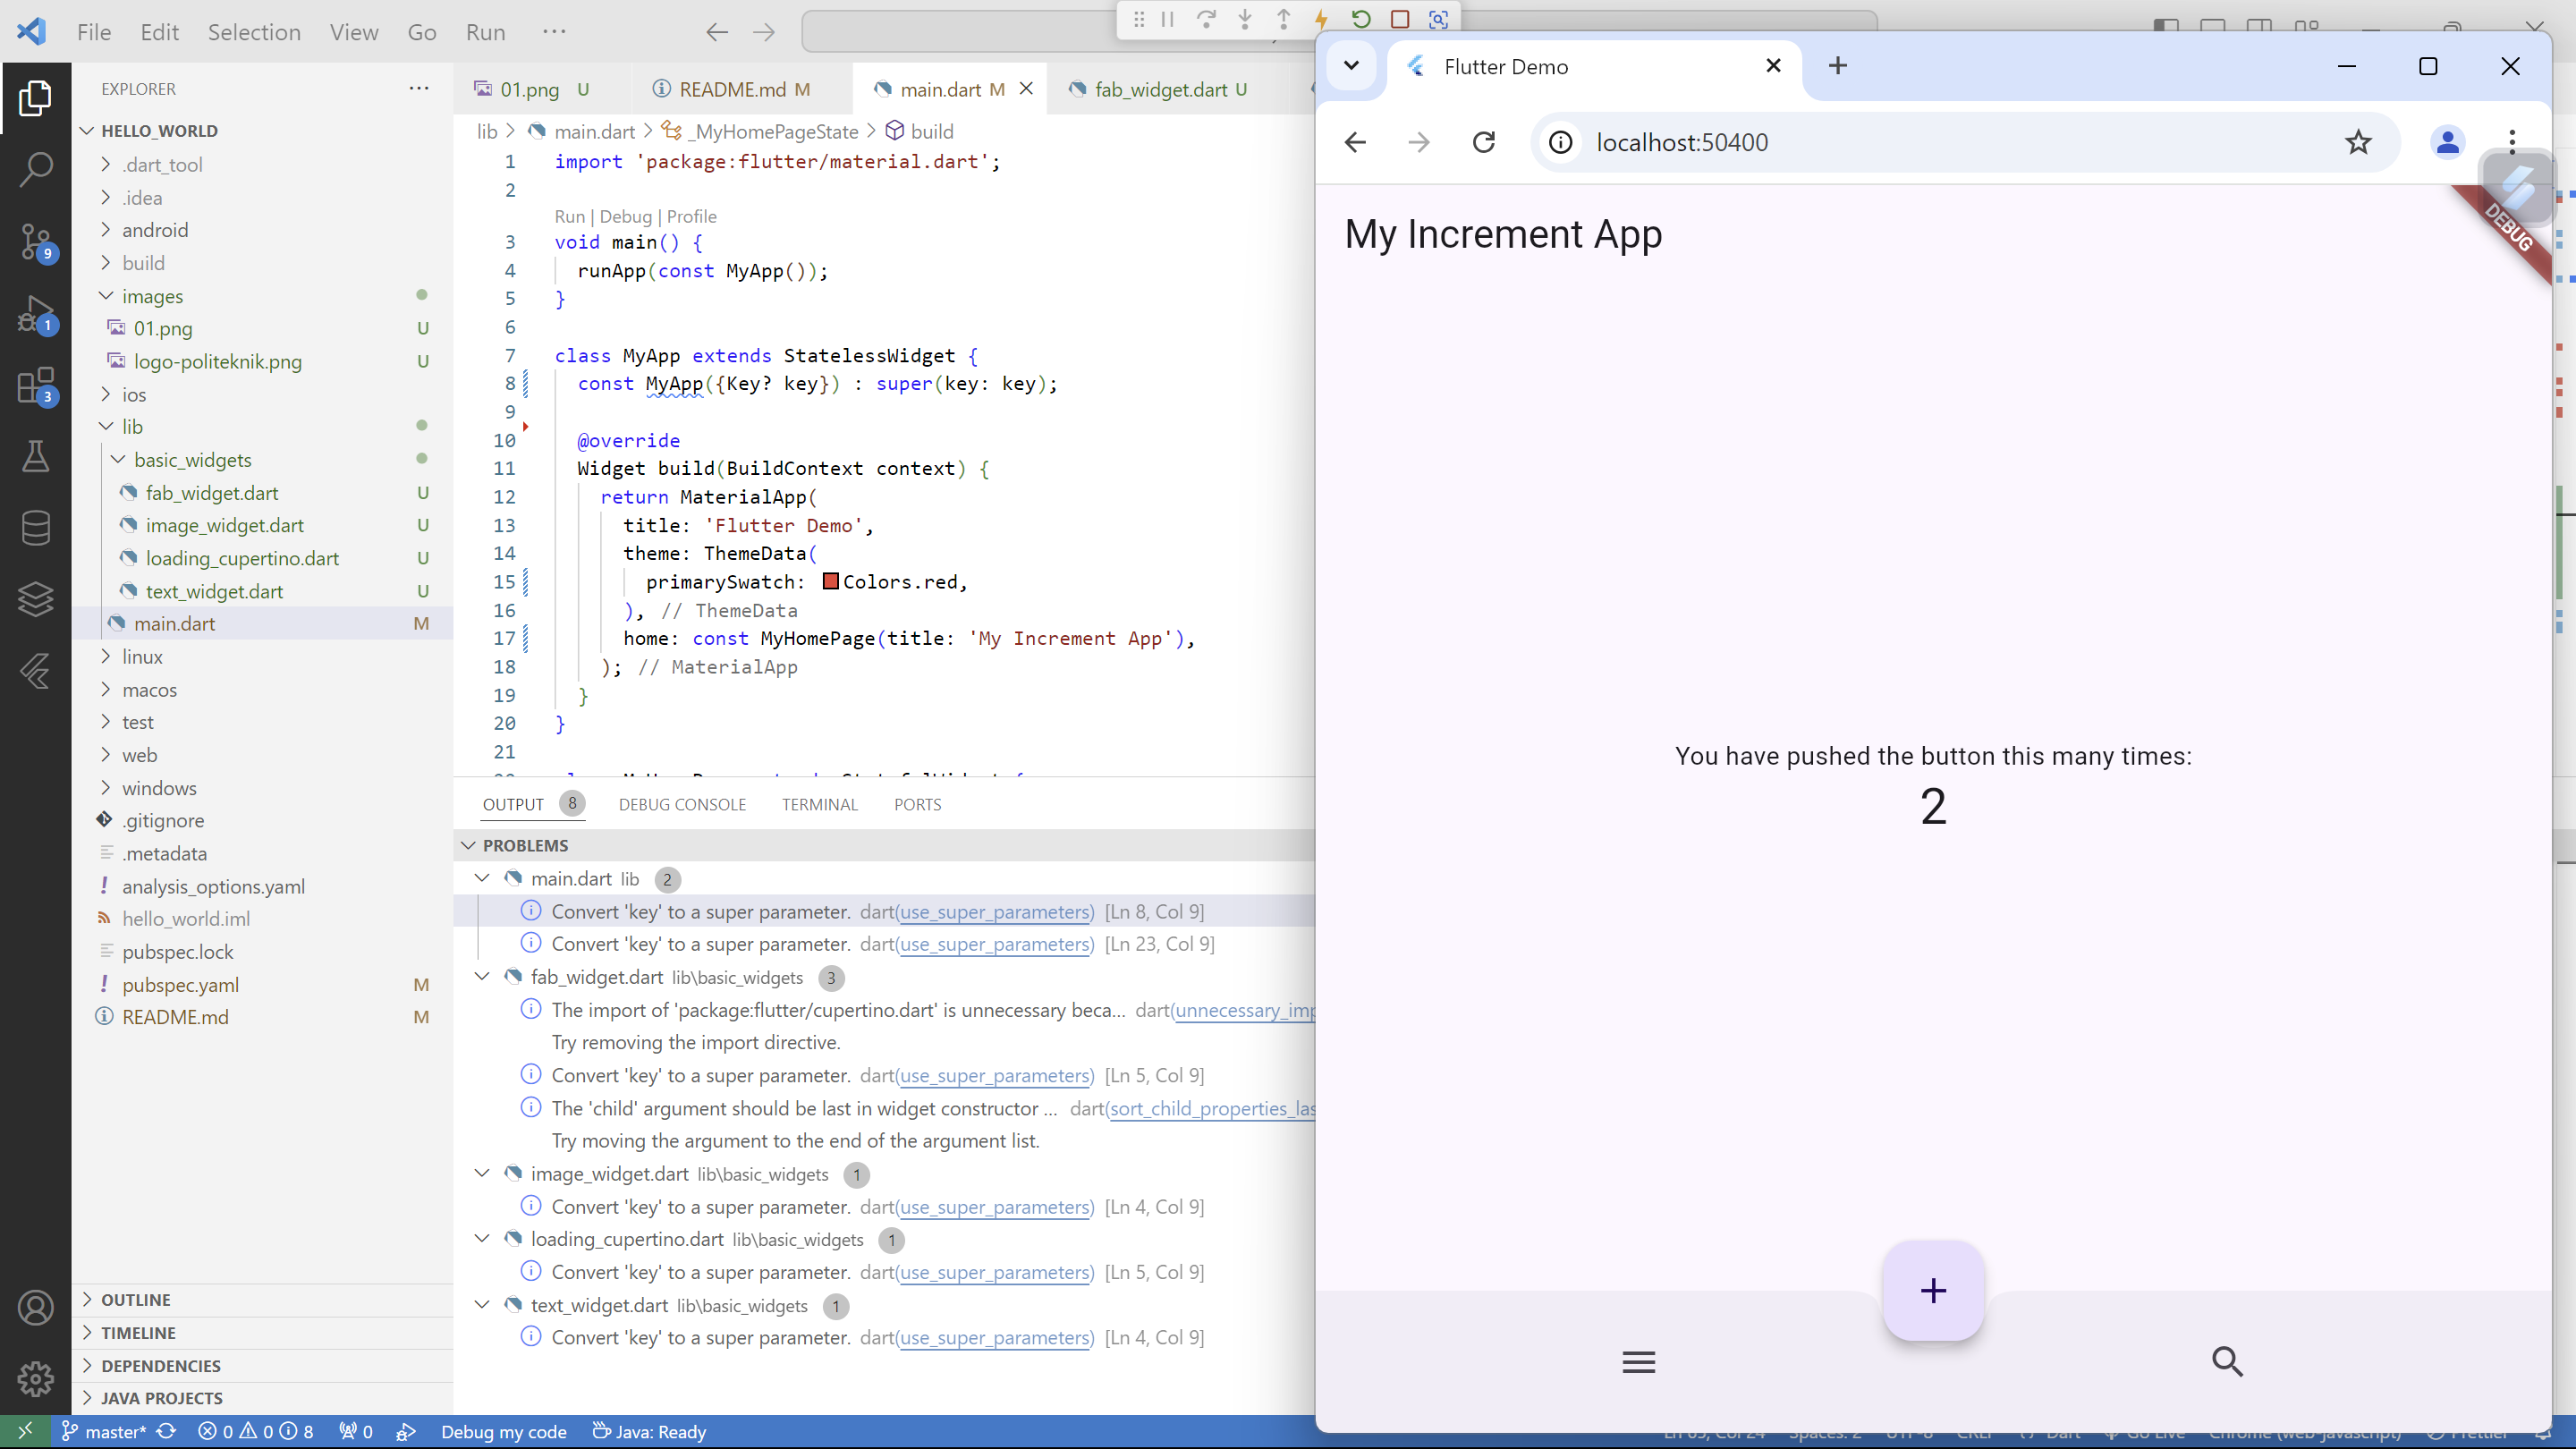 File Edit Selection View Go Run ···
EXPLORER ···
HELLO_WORLD
.dart_tool
.idea
android
build
images
01.png U
logo-politeknik.png U
ios
lib
basic_widgets
fab_widget.dart U
image_widget.dart U
loading_cupertino.dart U
text_widget.dart U
main.dart M
linux
macos
test
web
windows
.gitignore
.metadata
analysis_options.yaml
hello_world.iml
pubspec.lock
pubspec.yaml M
README.md M
OUTLINE
TIMELINE
DEPENDENCIES
JAVA PROJECTS
9
1
3
01.png U README.md M main.dart M fab_widget.dart U
lib > main.dart > _MyHomePageState > build
1 import 'package:flutter/material.dart';
2
Run | Debug | Profile
3 void main() {
4 runApp(const MyApp());
5 }
6
7 class MyApp extends StatelessWidget {
8 const MyApp({Key? key}) : super(key: key);
9
10 @override
11 Widget build(BuildContext context) {
12 return MaterialApp(
13 title: 'Flutter Demo',
14 theme: ThemeData(
15 primarySwatch: Colors.red,
16 ), // ThemeData
17 home: const MyHomePage(title: 'My Increment App'),
18 ); // MaterialApp
19 }
20 }
21
OUTPUT 8 DEBUG CONSOLE TERMINAL PORTS
PROBLEMS
main.dart lib 2
Convert 'key' to a super parameter. dart(use_super_parameters) [Ln 8, Col 9]
Convert 'key' to a super parameter. dart(use_super_parameters) [Ln 23, Col 9]
fab_widget.dart lib\basic_widgets 3
The import of 'package:flutter/cupertino.dart' is unnecessary beca... dart(unnecessary_imp
Try removing the import directive.
Convert 'key' to a super parameter. dart(use_super_parameters) [Ln 5, Col 9]
The 'child' argument should be last in widget constructor ... dart(sort_child_properties_las
Try moving the argument to the end of the argument list.
image_widget.dart lib\basic_widgets 1
Convert 'key' to a super parameter. dart(use_super_parameters) [Ln 4, Col 9]
loading_cupertino.dart lib\basic_widgets 1
Convert 'key' to a super parameter. dart(use_super_parameters) [Ln 5, Col 9]
text_widget.dart lib\basic_widgets 1
Convert 'key' to a super parameter. dart(use_super_parameters) [Ln 4, Col 9]
master* 0 0 8 0 Debug my code Java: Ready
Flutter Demo
localhost:50400
My Increment App
DEBUG
You have pushed the button this many times:
2